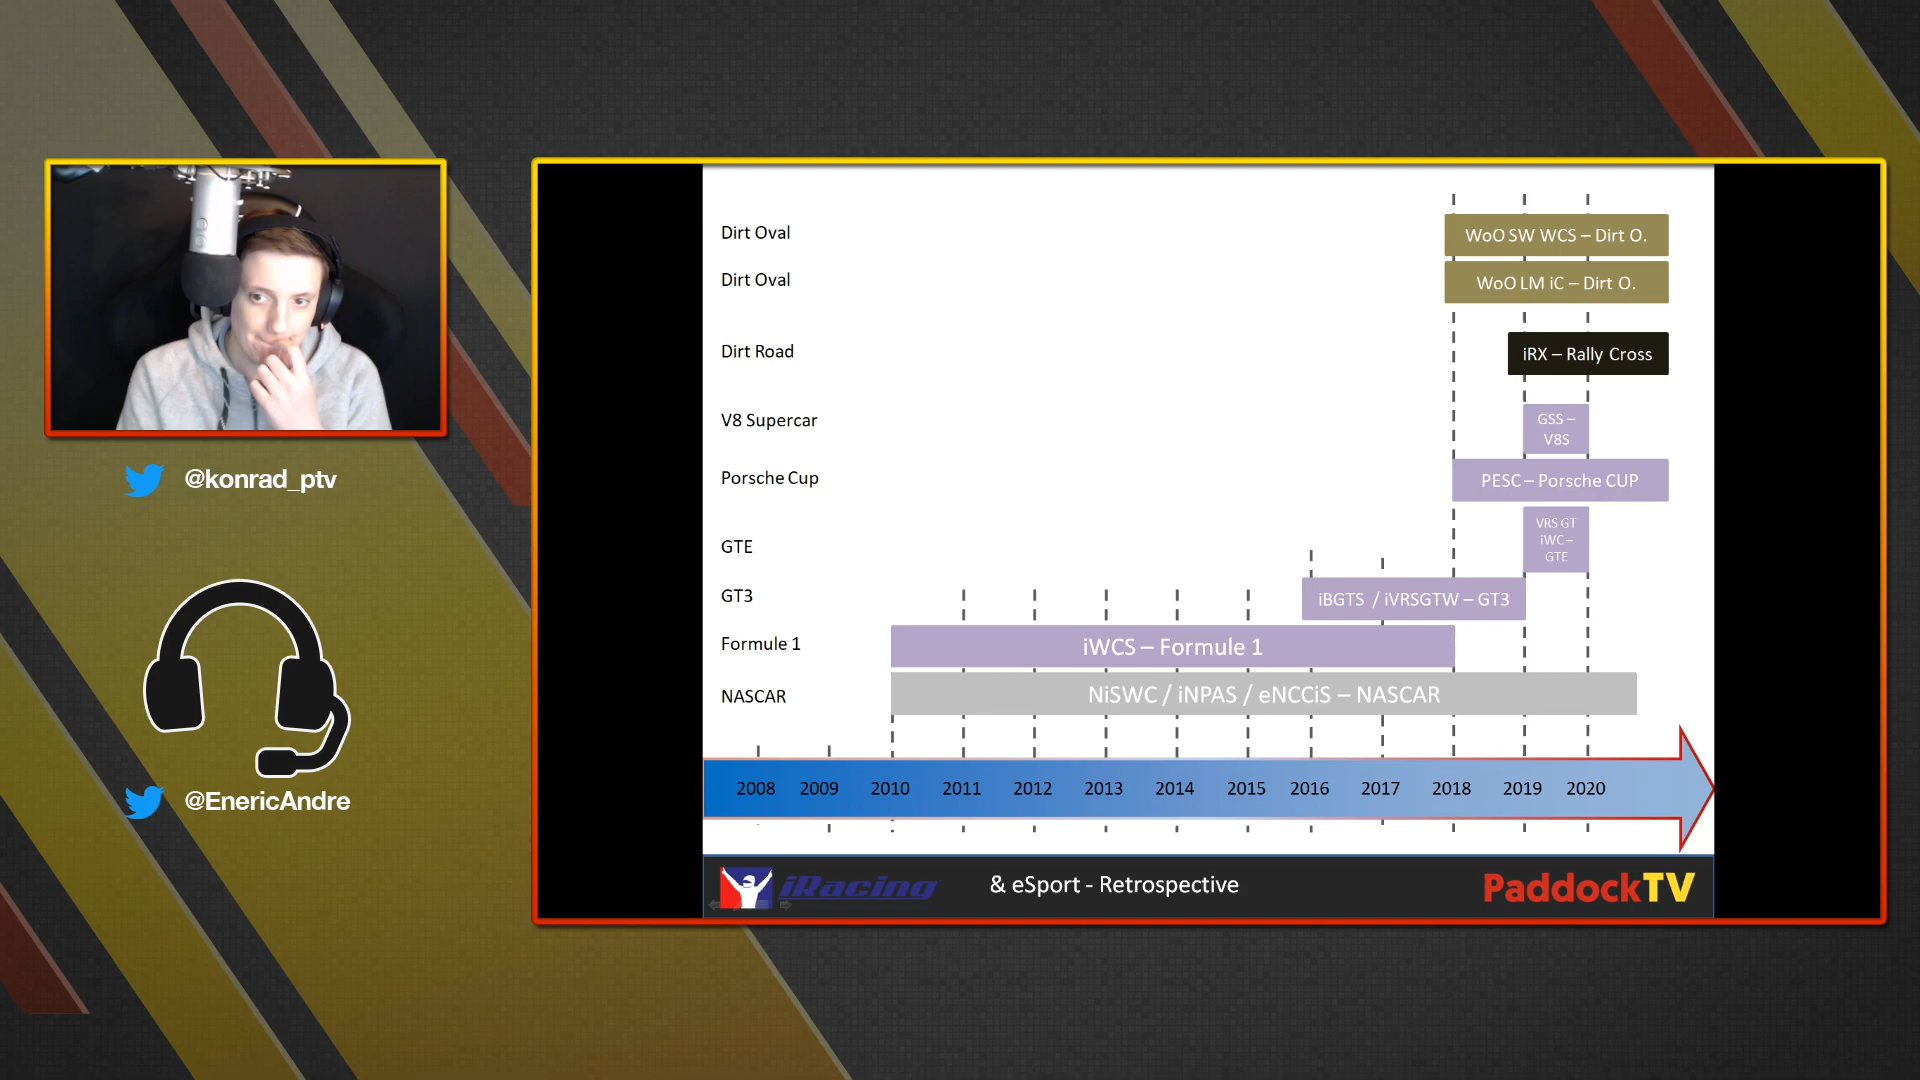 @konrad_ptv
@EnericAndre
Dirt Oval
WoO SW WCS – Dirt O.
Dirt Oval
WoO LM iC – Dirt O.
Dirt Road
iRX – Rally Cross
V8 Supercar
GSS –
V8S
Porsche Cup
PESC – Porsche CUP
GTE
VRS GT
iWC –
GTE
GT3
iBGTS / iVRSGTW – GT3
Formule 1
iWCS – Formule 1
NASCAR
NiSWC / iNPAS / eNCCiS – NASCAR
2008 2009 2010 2011 2012 2013 2014 2015 2016 2017 2018 2019 2020
iRacing & eSport - Retrospective PaddockTV